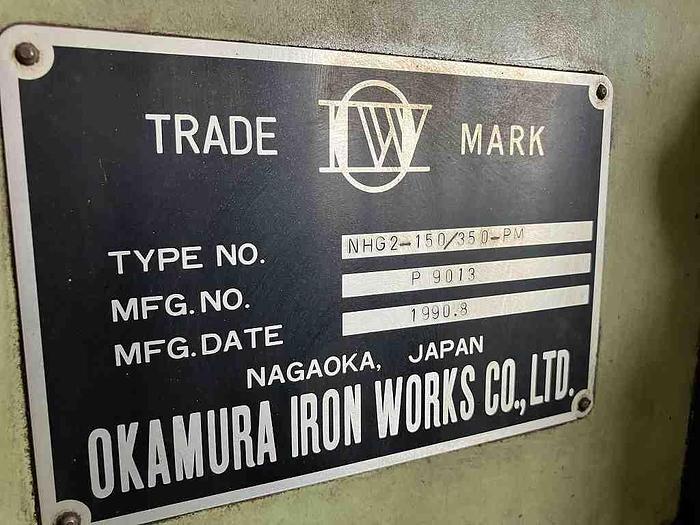 TRADE IOW MARK
TYPE NO. NHG2-150/350-PM
MFG.NO. P 9013
MFG.DATE 1990.8
NAGAOKA, JAPAN
OKAMURA IRON WORKS CO., LTD.